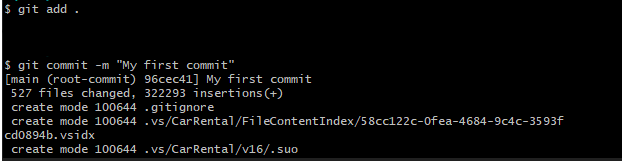 $ git add .
$ git commit -m "My first commit"
[main (root-commit) 96cec41] My first commit
 527 files changed, 322293 insertions(+)
 create mode 100644 .gitignore
 create mode 100644 .vs/CarRental/FileContentIndex/58cc122c-0fea-4684-9c4c-3593f
cd0894b.vsidx
 create mode 100644 .vs/CarRental/v16/.suo